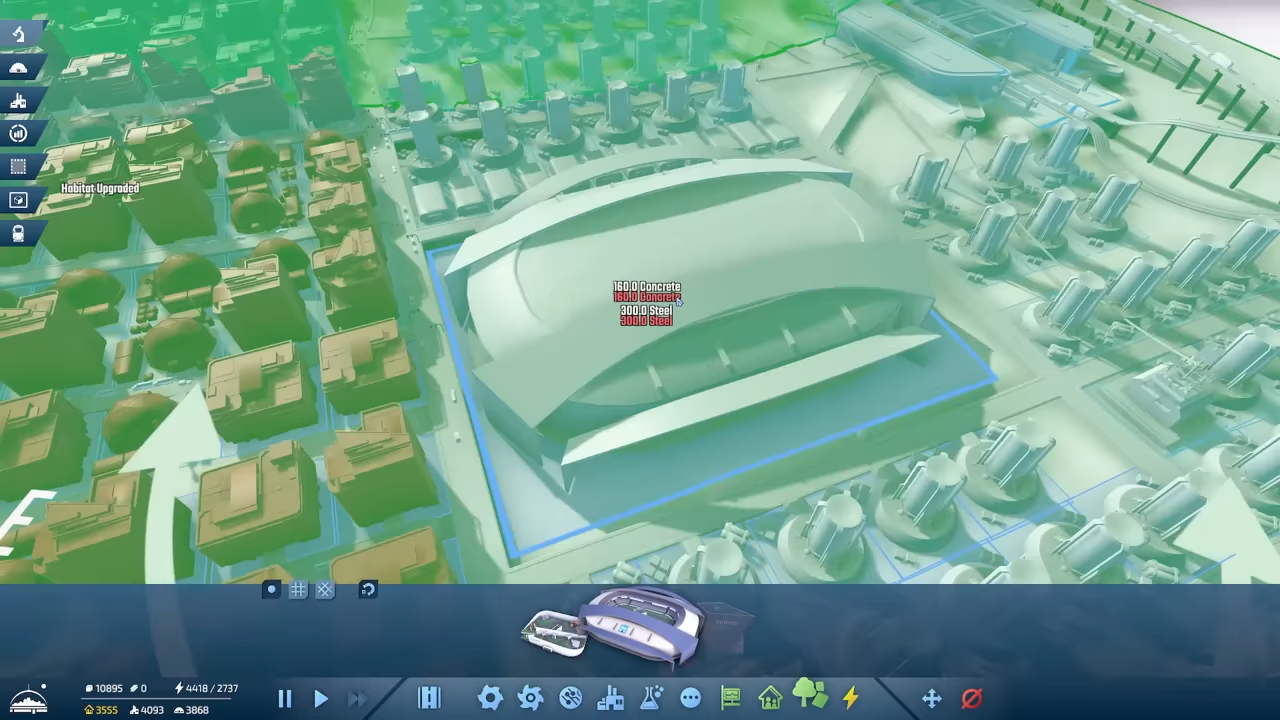 Habitat Upgraded
160.0 Concrete
160.0 Concrete
300.0 Steel
300.0 Steel
10895 0 4418 / 2737
3555 4093 3868